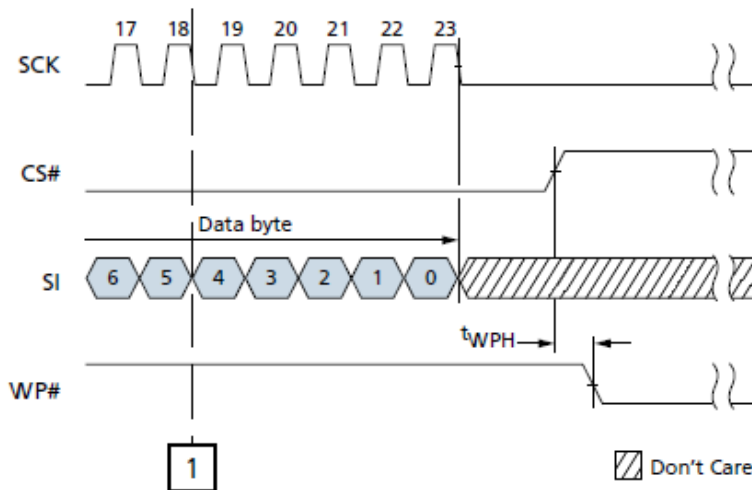 17 18 19 20 21 22 23
SCK
CS#
Data byte
SI 6 5 4 3 2 1 0
tWPH
WP#
1
Don't Care